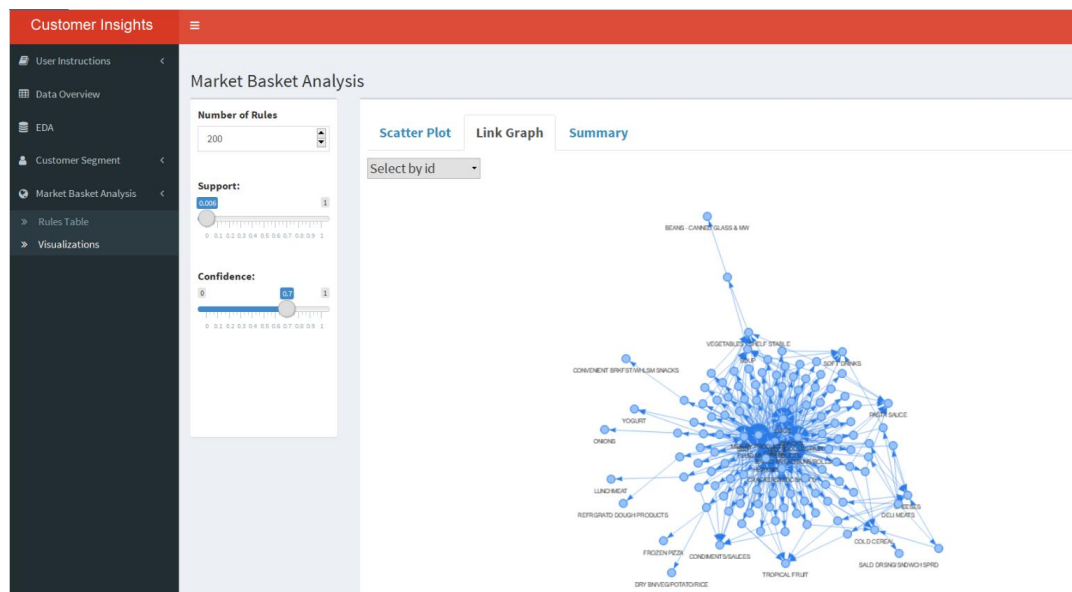 Customer Insights
User Instructions
Data Overview
EDA
Customer Segment
Market Basket Analysis
Rules Table
Visualizations
Market Basket Analysis
Number of Rules
200
Support:
0.006 1
0 0.1 0.2 0.3 0.4 0.5 0.6 0.7 0.8 0.9 1
Confidence:
0 0.7 1
0 0.1 0.2 0.3 0.4 0.5 0.6 0.7 0.8 0.9 1
Scatter Plot Link Graph Summary
Select by id
BEANS - CANNED GLASS & MW
VEGETABLES SHELF STABLE
SOUP
SOFT DRINKS
CONVENIENT BRKFST/WHLSM SNACKS
PASTA SAUCE
YOGURT
ONIONS
LUNCHMEAT
REFRGRATD DOUGH PRODUCTS
DELI MEATS
COLD CEREAL
FROZEN PIZZA
CONDIMENTS/SAUCES
SALD DRSNG/SNDWCH SPRD
TROPICAL FRUIT
DRY BN/VEG/POTATO/RICE